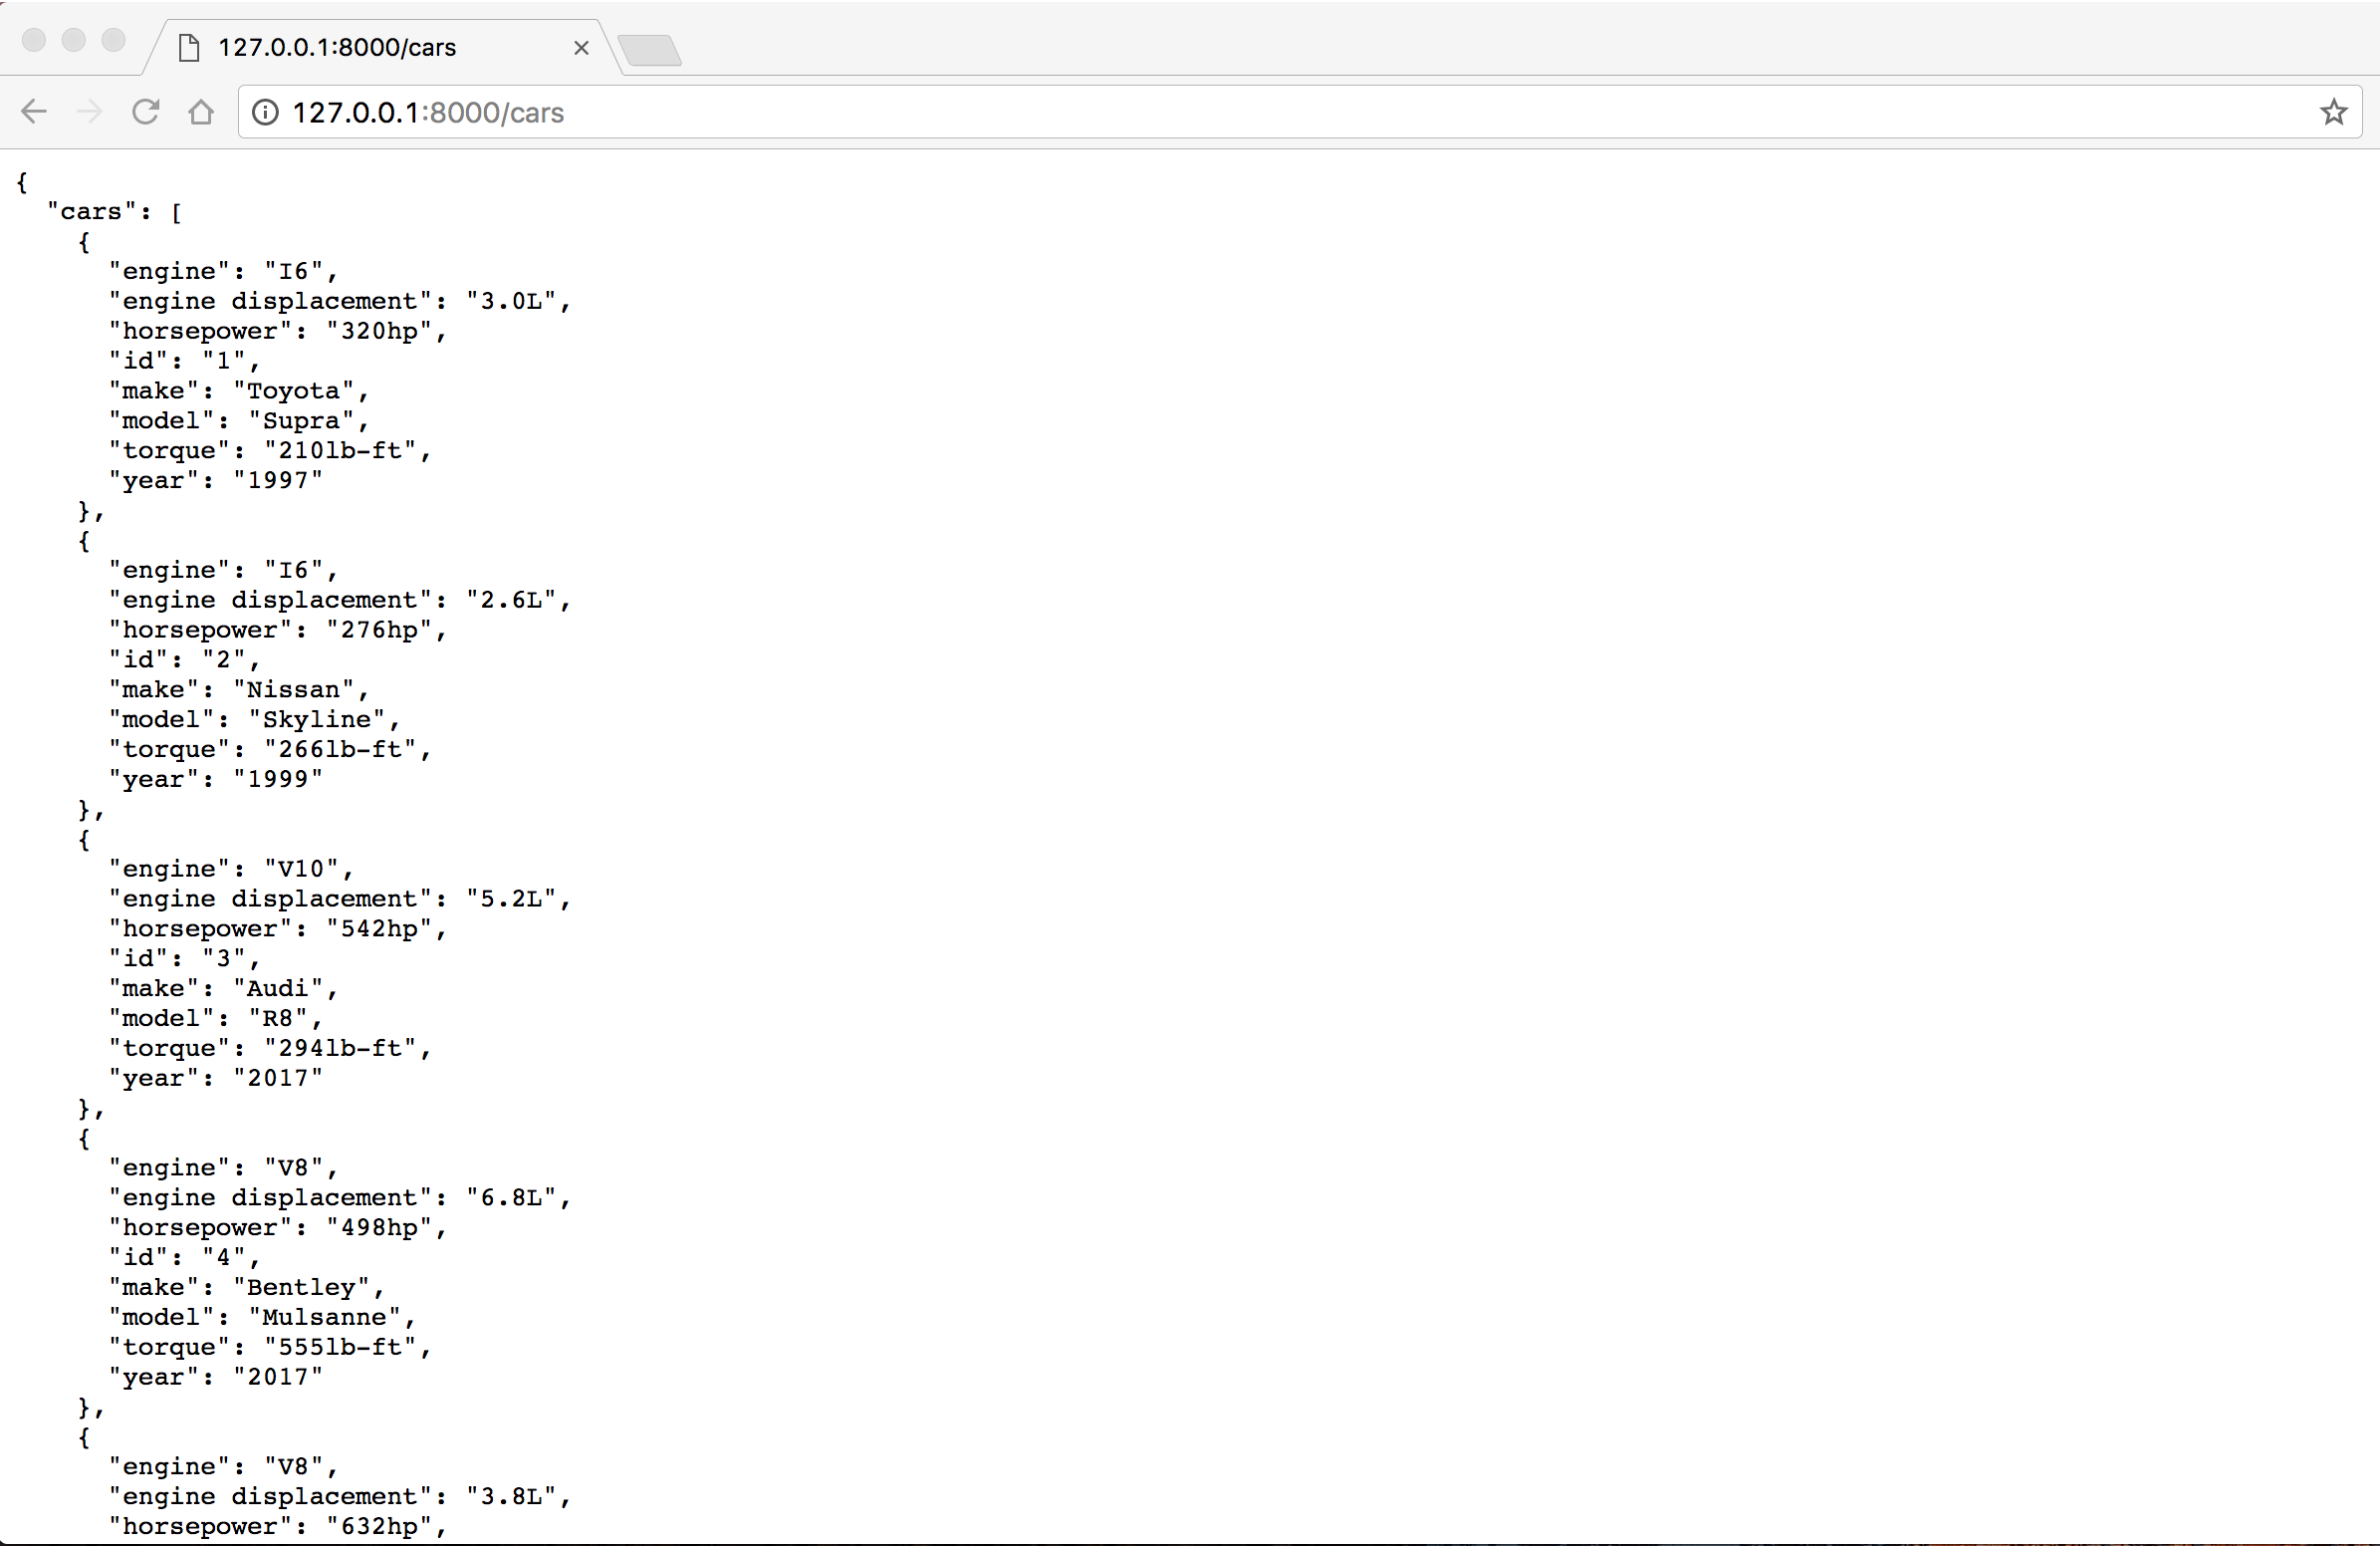 127.0.0.1:8000/cars
127.0.0.1:8000/cars
{
  "cars": [
    {
      "engine": "I6",
      "engine displacement": "3.0L",
      "horsepower": "320hp",
      "id": "1",
      "make": "Toyota",
      "model": "Supra",
      "torque": "210lb-ft",
      "year": "1997"
    },
    {
      "engine": "I6",
      "engine displacement": "2.6L",
      "horsepower": "276hp",
      "id": "2",
      "make": "Nissan",
      "model": "Skyline",
      "torque": "266lb-ft",
      "year": "1999"
    },
    {
      "engine": "V10",
      "engine displacement": "5.2L",
      "horsepower": "542hp",
      "id": "3",
      "make": "Audi",
      "model": "R8",
      "torque": "294lb-ft",
      "year": "2017"
    },
    {
      "engine": "V8",
      "engine displacement": "6.8L",
      "horsepower": "498hp",
      "id": "4",
      "make": "Bentley",
      "model": "Mulsanne",
      "torque": "555lb-ft",
      "year": "2017"
    },
    {
      "engine": "V8",
      "engine displacement": "3.8L",
      "horsepower": "632hp",